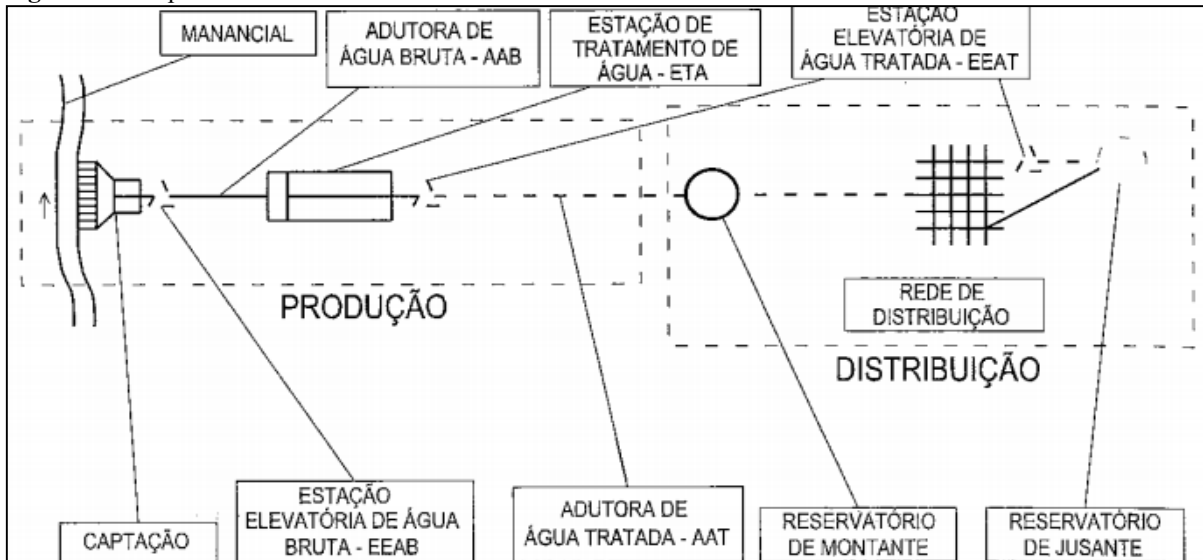 MANANCIAL
ADUTORA DE
ÁGUA BRUTA - AAB
ESTAÇÃO DE
TRATAMENTO DE
ÁGUA - ETA
ESTAÇÃO
ELEVATÓRIA DE
ÁGUA TRATADA - EEAT
PRODUÇÃO
REDE DE
DISTRIBUIÇÃO
DISTRIBUIÇÃO
CAPTAÇÃO
ESTAÇÃO
ELEVATÓRIA DE ÁGUA
BRUTA - EEAB
ADUTORA DE
ÁGUA TRATADA - AAT
RESERVATÓRIO
DE MONTANTE
RESERVATÓRIO
DE JUSANTE